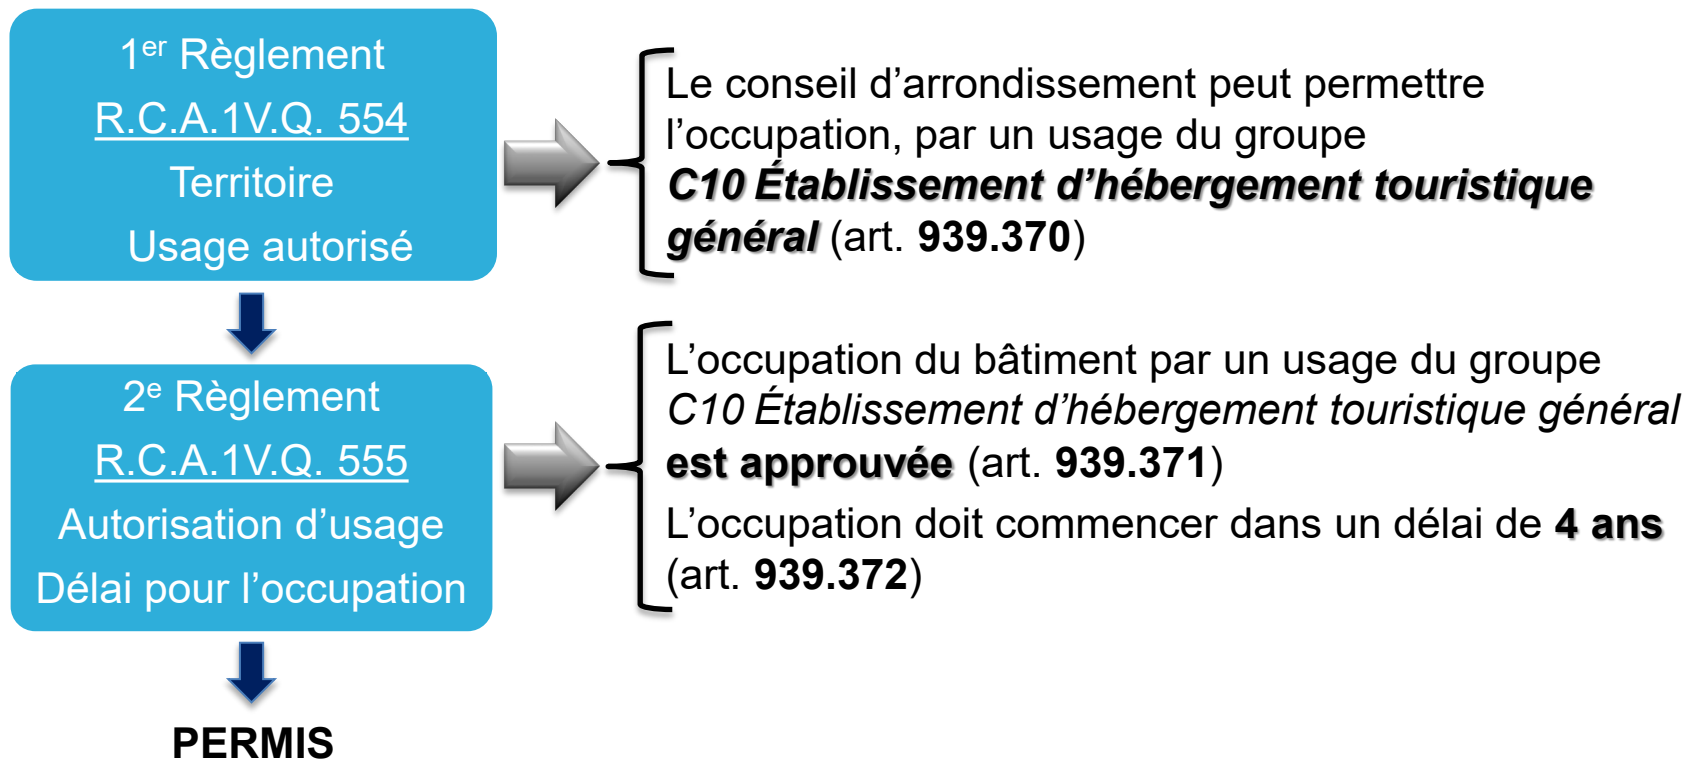 1er Règlement
R.C.A.1V.Q. 554
Territoire
Usage autorisé
Le conseil d’arrondissement peut permettre
l’occupation, par un usage du groupe
C10 Établissement d’hébergement touristique
général (art. 939.370)
2e Règlement
R.C.A.1V.Q. 555
Autorisation d’usage
Délai pour l’occupation
L’occupation du bâtiment par un usage du groupe
C10 Établissement d’hébergement touristique général
est approuvée (art. 939.371)
L’occupation doit commencer dans un délai de 4 ans
(art. 939.372)
PERMIS